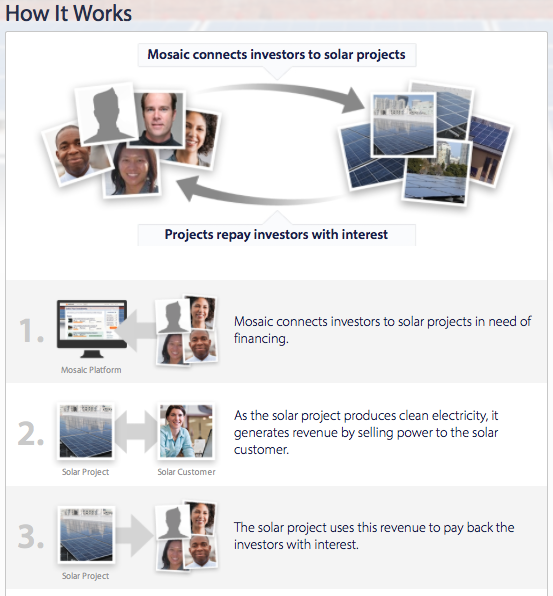 How It Works
Mosaic connects investors to solar projects
Projects repay investors with interest
1.
Mosaic Platform
Mosaic connects investors to solar projects in need of
financing.
2.
Solar Project
Solar Customer
As the solar project produces clean electricity, it
generates revenue by selling power to the solar
customer.
3.
Solar Project
The solar project uses this revenue to pay back the
investors with interest.